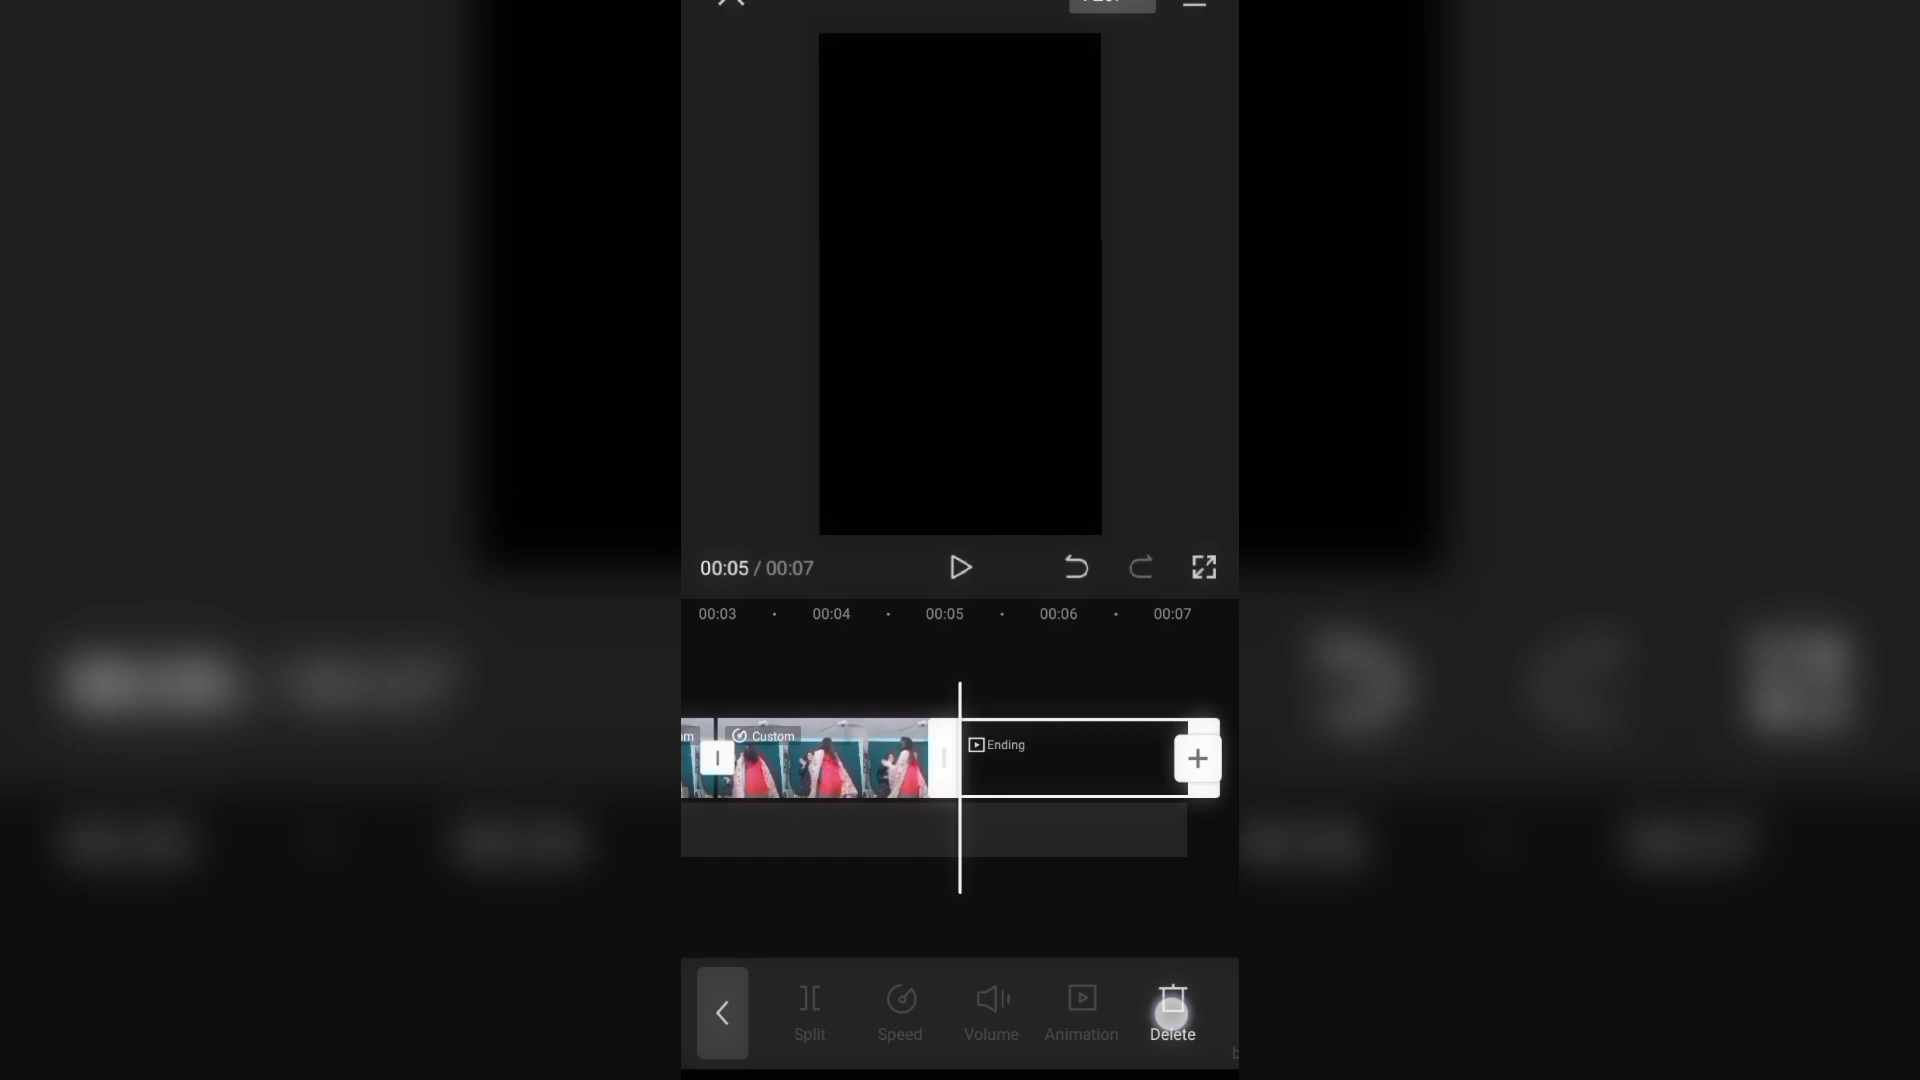 00:05 / 00:07
00:03 00:04 00:05 00:06 00:07
om Custom Ending
Split Speed Volume Animation Delete